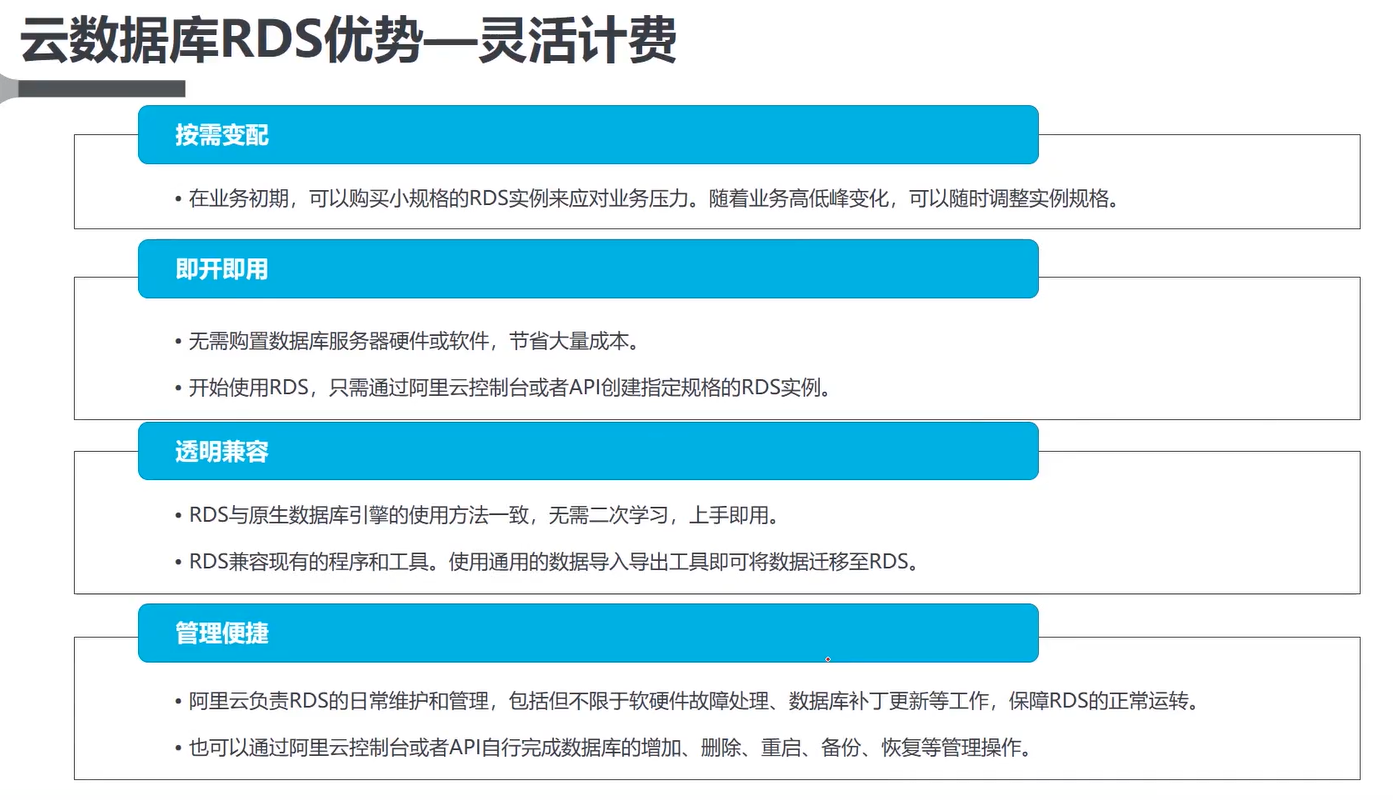 云数据库RDS优势—灵活计费
按需变配
• 在业务初期，可以购买小规格的RDS实例来应对业务压力。随着业务高低峰变化，可以随时调整实例规格。
即开即用
• 无需购置数据库服务器硬件或软件，节省大量成本。
• 开始使用RDS，只需通过阿里云控制台或者API创建指定规格的RDS实例。
透明兼容
• RDS与原生数据库引擎的使用方法一致，无需二次学习，上手即用。
• RDS兼容现有的程序和工具。使用通用的数据导入导出工具即可将数据迁移至RDS。
管理便捷
• 阿里云负责RDS的日常维护和管理，包括但不限于软硬件故障处理、数据库补丁更新等工作，保障RDS的正常运转。
• 也可以通过阿里云控制台或者API自行完成数据库的增加、删除、重启、备份、恢复等管理操作。